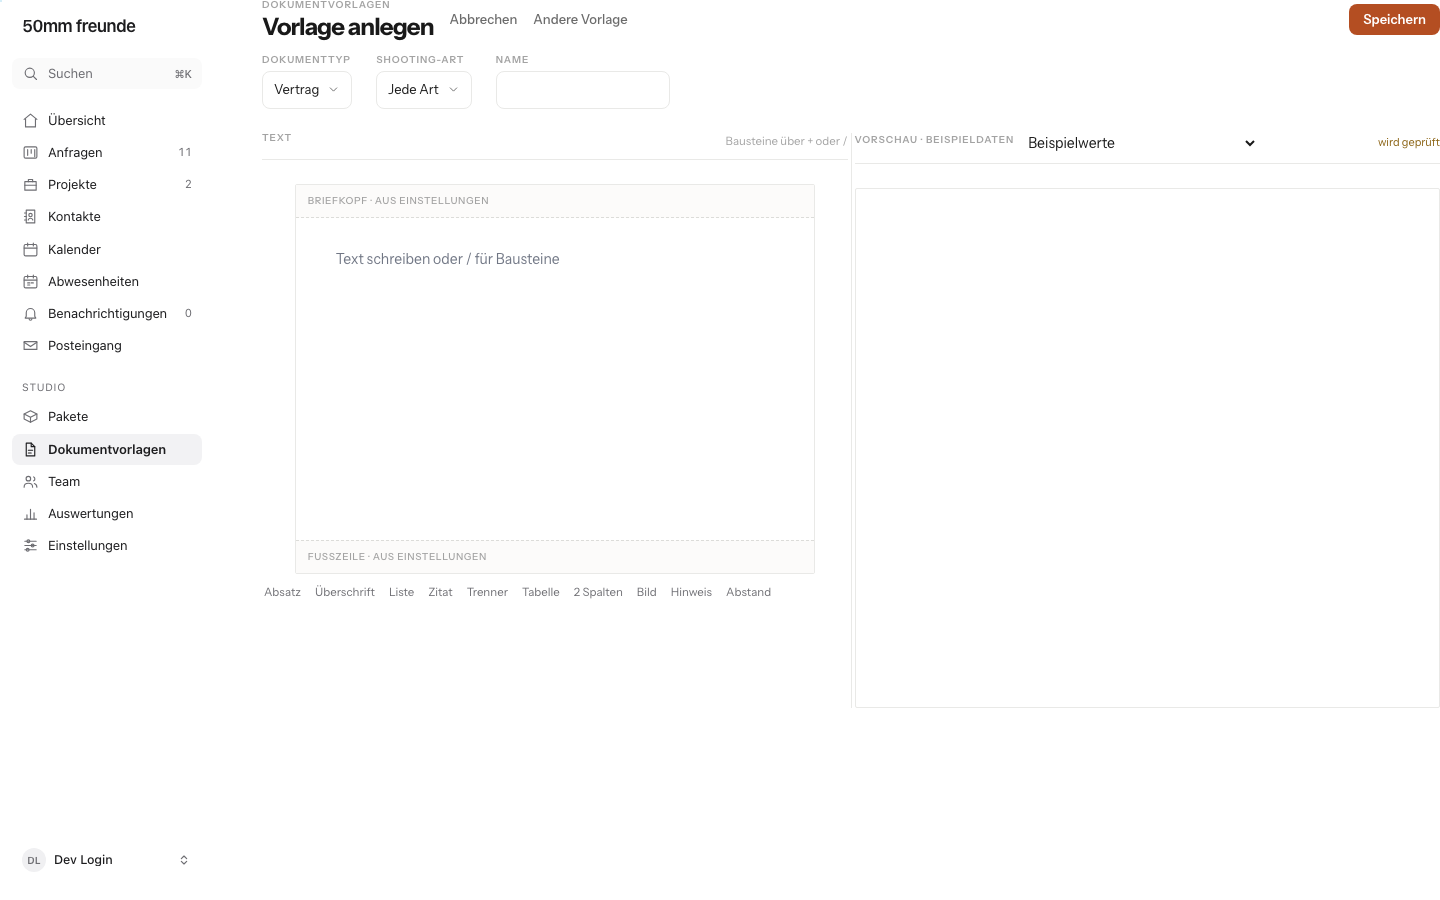 50mm freunde
Suchen ⌘K
Übersicht
Anfragen 11
Projekte 2
Kontakte
Kalender
Abwesenheiten
Benachrichtigungen 0
Posteingang
STUDIO
Pakete
Dokumentvorlagen
Team
Auswertungen
Einstellungen
DL Dev Login
DOKUMENTVORLAGEN
Vorlage anlegen Abbrechen Andere Vorlage Speichern
DOKUMENTTYP SHOOTING-ART NAME
Vertrag Jede Art
TEXT Bausteine über + oder /
BRIEFKOPF · AUS EINSTELLUNGEN
Text schreiben oder / für Bausteine
FUSSZEILE · AUS EINSTELLUNGEN
Absatz Überschrift Liste Zitat Trenner Tabelle 2 Spalten Bild Hinweis Abstand
VORSCHAU · BEISPIELDATEN Beispielwerte wird geprüft